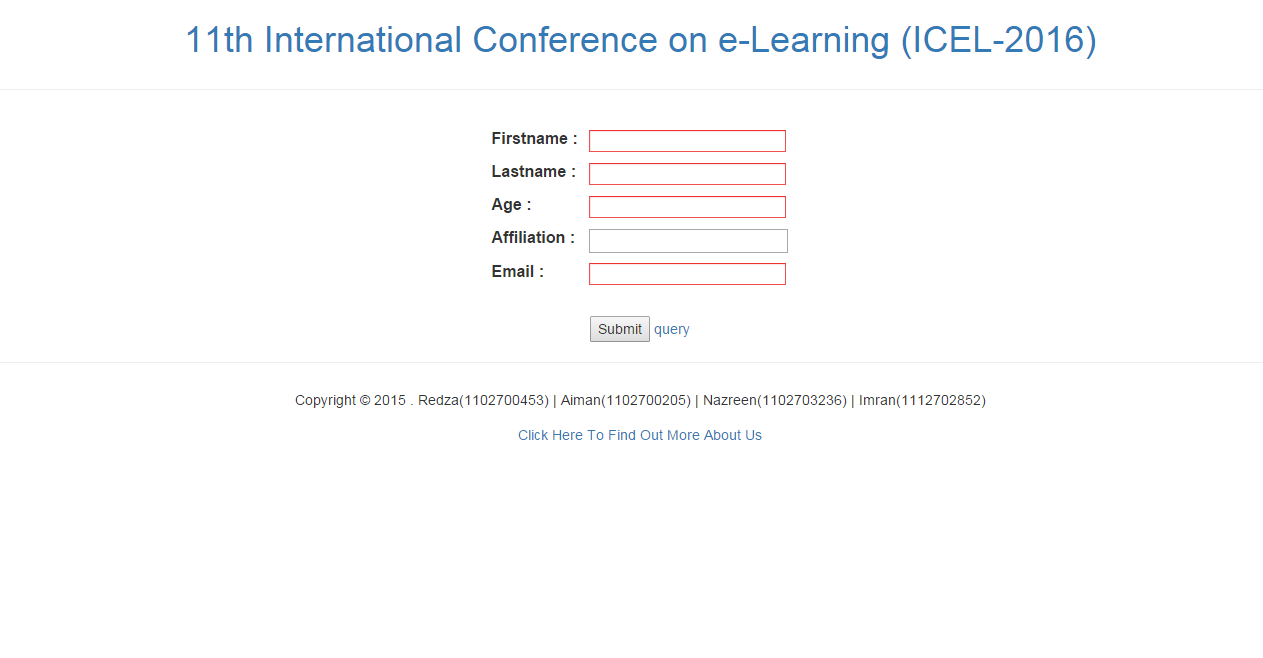 11th International Conference on e-Learning (ICEL-2016)
Firstname :
Lastname :
Age :
Affiliation :
Email :
Submit query
Copyright © 2015 . Redza(1102700453) | Aiman(1102700205) | Nazreen(1102703236) | Imran(1112702852)
Click Here To Find Out More About Us